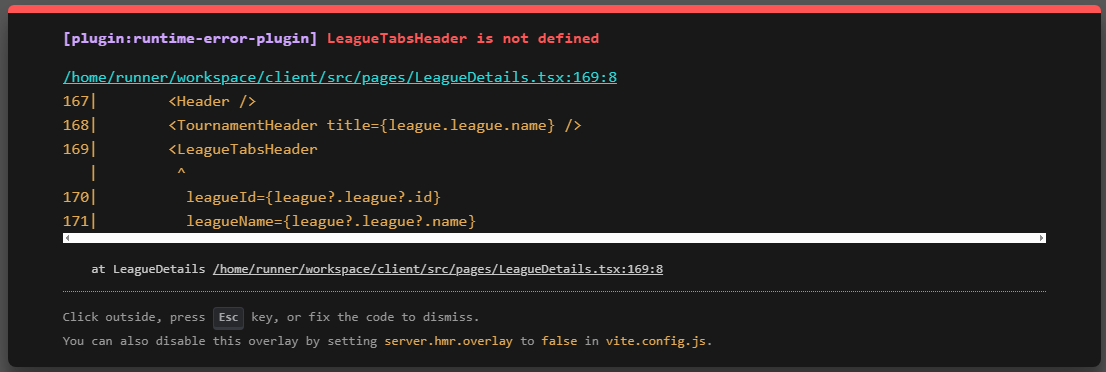 [plugin:runtime-error-plugin] LeagueTabsHeader is not defined
/home/runner/workspace/client/src/pages/LeagueDetails.tsx:169:8
167|        <Header />
168|        <TournamentHeader title={league.league.name} />
169|        <LeagueTabsHeader
   |         ^
170|          leagueId={league?.league?.id}
171|          leagueName={league?.league?.name}
at LeagueDetails /home/runner/workspace/client/src/pages/LeagueDetails.tsx:169:8
Click outside, press Esc key, or fix the code to dismiss.
You can also disable this overlay by setting server.hmr.overlay to false in vite.config.js.